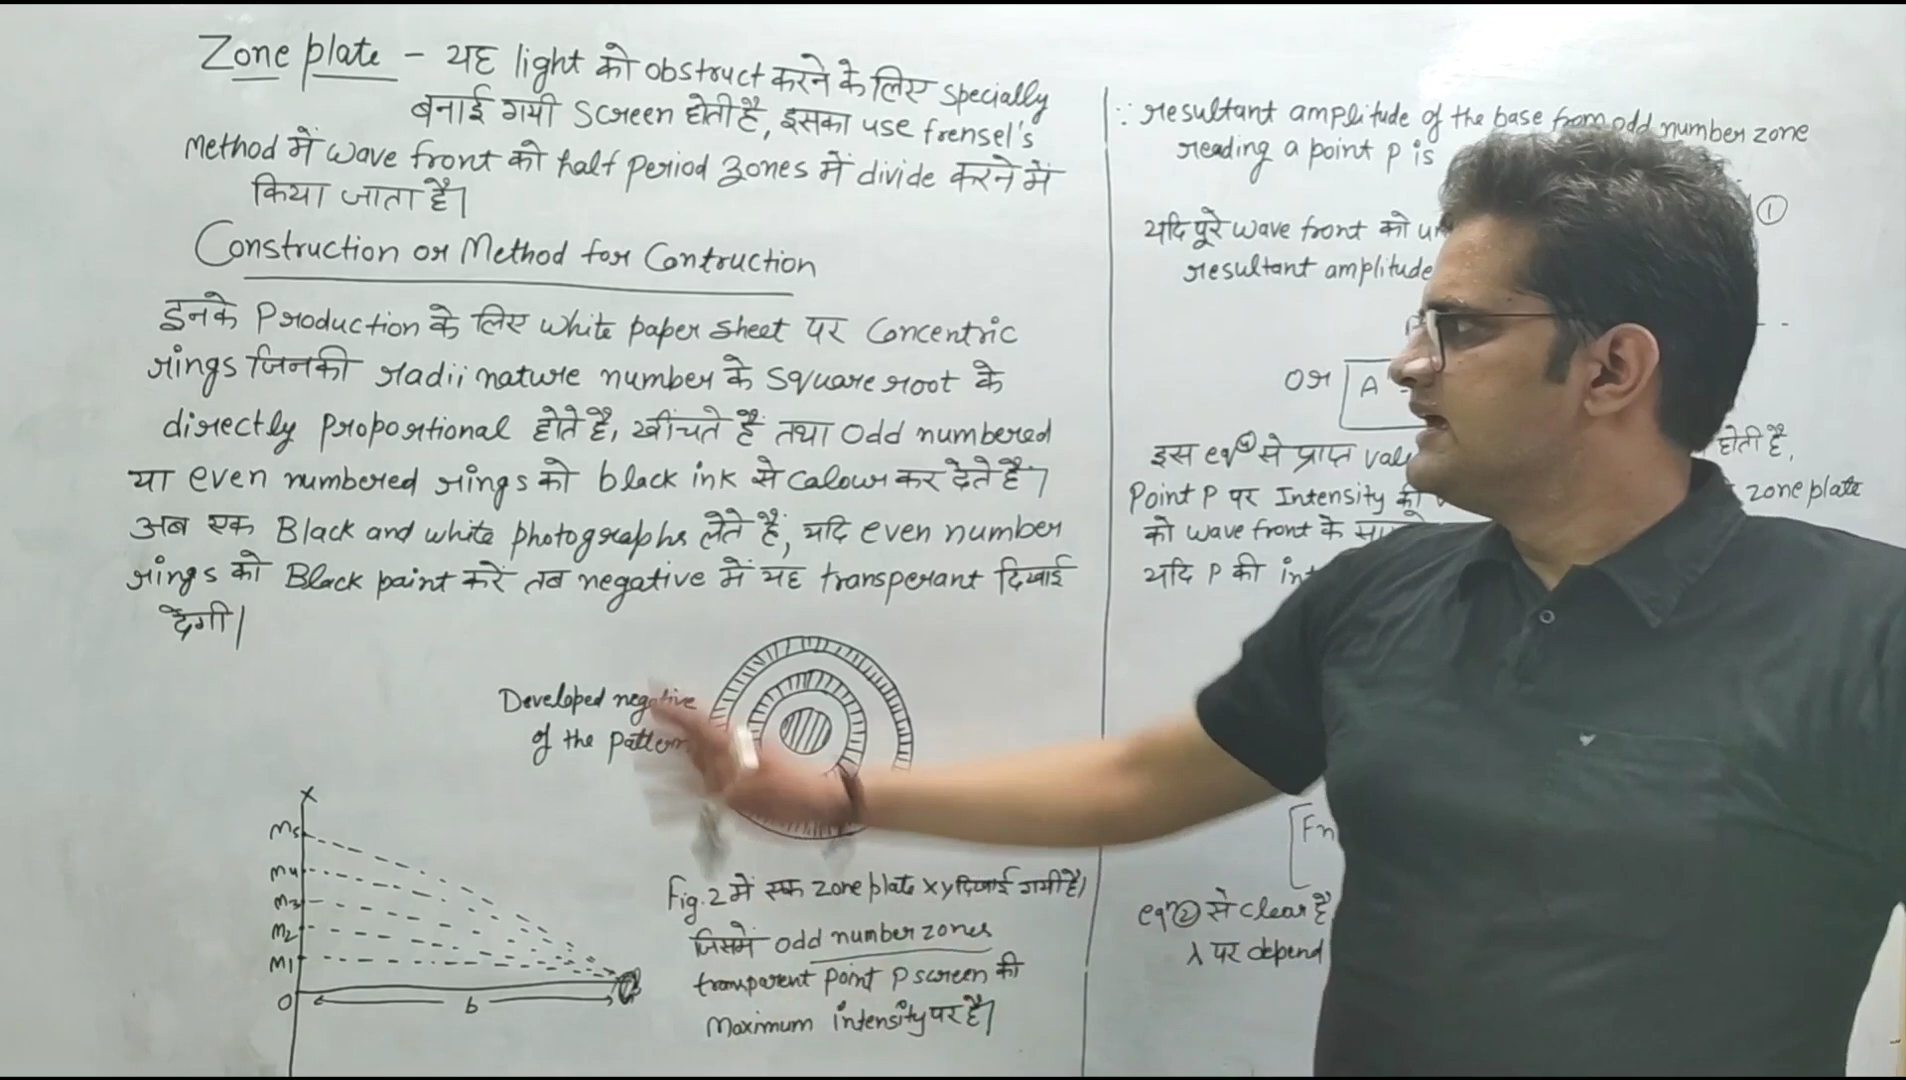 Zone plate - यह light को obstruct करने के लिए specially
बनाई गयी Screen होती है, इसका use frensel's
Method में wave front को half period zones में divide करने में
किया जाता है।
Construction or Method for Contruction
इनके Production के लिए white paper sheet पर Concentric
rings जिनकी radii nature number के square root के
directly proportional होते है, खींचते हैं तथा odd numbered
या even numbered rings को black ink से Calour कर देते है।
अब एक Black and white photographs लेते हैं, यदि even number
rings को Black paint करें तब negative में यह transperant दिखाई
देगी।
Developed negative
of the pattern
X
M5
M4
M3
M2
M1
O
b
Fig.2 में एक zone plate xy दिखाई गयी है।
जिसमें odd number zones
transparent point p screen की
Maximum intensity पर है।
∵ resultant amplitude of the base from odd number zone
reading a point p is
①
यदि पूरे wave front को
resultant amplitude
or A
इस eqⁿ से प्राप्त होती है,
Point P पर Intensity zone plate
को wave front के
यदि P की
Fn
eqⁿ② से clear है
λ पर depend